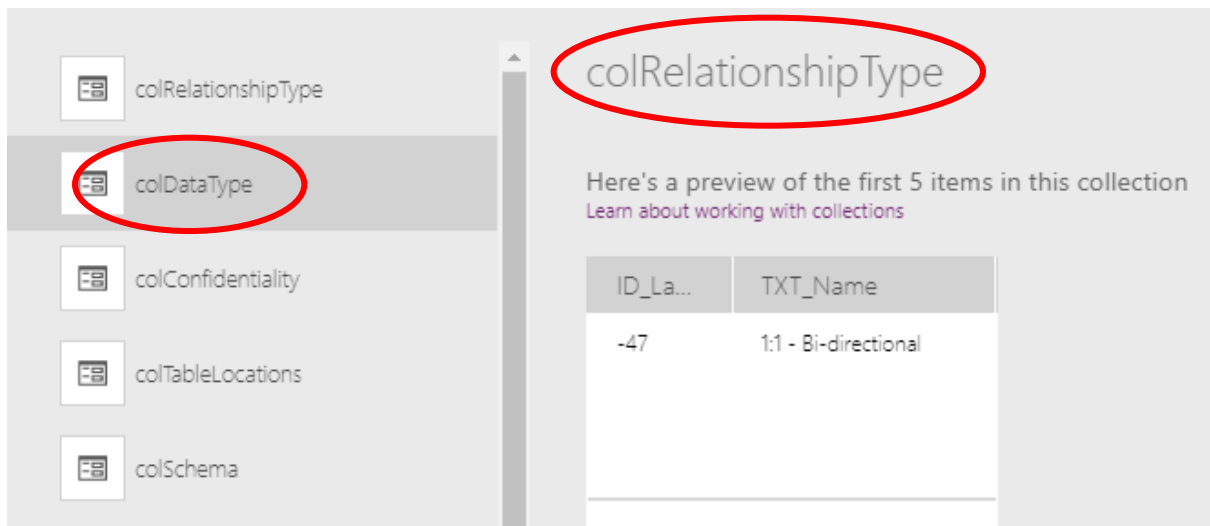 colRelationshipType
colDataType
colConfidentiality
colTableLocations
colSchema
colRelationshipType
Here's a preview of the first 5 items in this collection
Learn about working with collections
ID_La... TXT_Name
-47 1:1 - Bi-directional